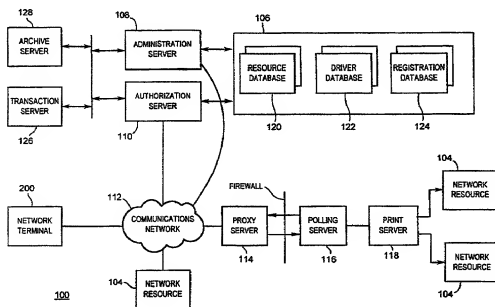 128
ARCHIVE
SERVER
108
ADMINISTRATION
SERVER
106
RESOURCE
DATABASE
DRIVER
DATABASE
REGISTRATION
DATABASE
120
122
124
TRANSACTION
SERVER
126
AUTHORIZATION
SERVER
110
200
NETWORK
TERMINAL
112
COMMUNICATIONS
NETWORK
FIREWALL
PROXY
SERVER
114
POLLING
SERVER
116
PRINT
SERVER
118
104
NETWORK
RESOURCE
NETWORK
RESOURCE
104
104
NETWORK
RESOURCE
100